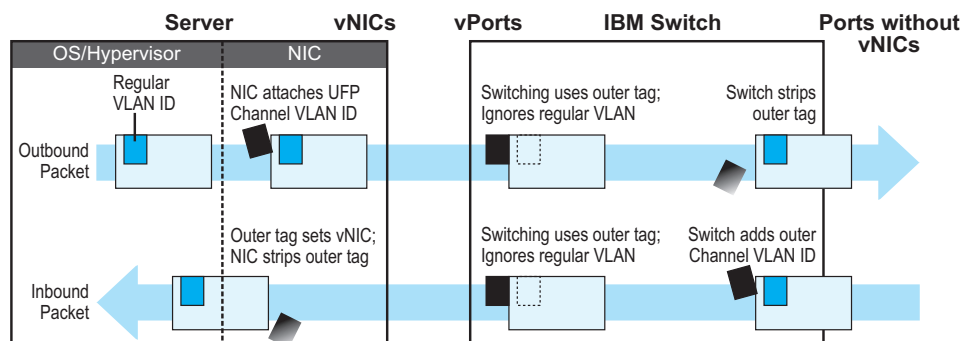 Server vNICs vPorts IBM Switch Ports without
vNICs
OS/Hypervisor NIC
Regular
VLAN ID
NIC attaches UFP
Channel VLAN ID
Switching uses outer tag;
Ignores regular VLAN
Switch strips
outer tag
Outbound
Packet
Outer tag sets vNIC;
NIC strips outer tag
Switching uses outer tag;
Ignores regular VLAN
Switch adds outer
Channel VLAN ID
Inbound
Packet